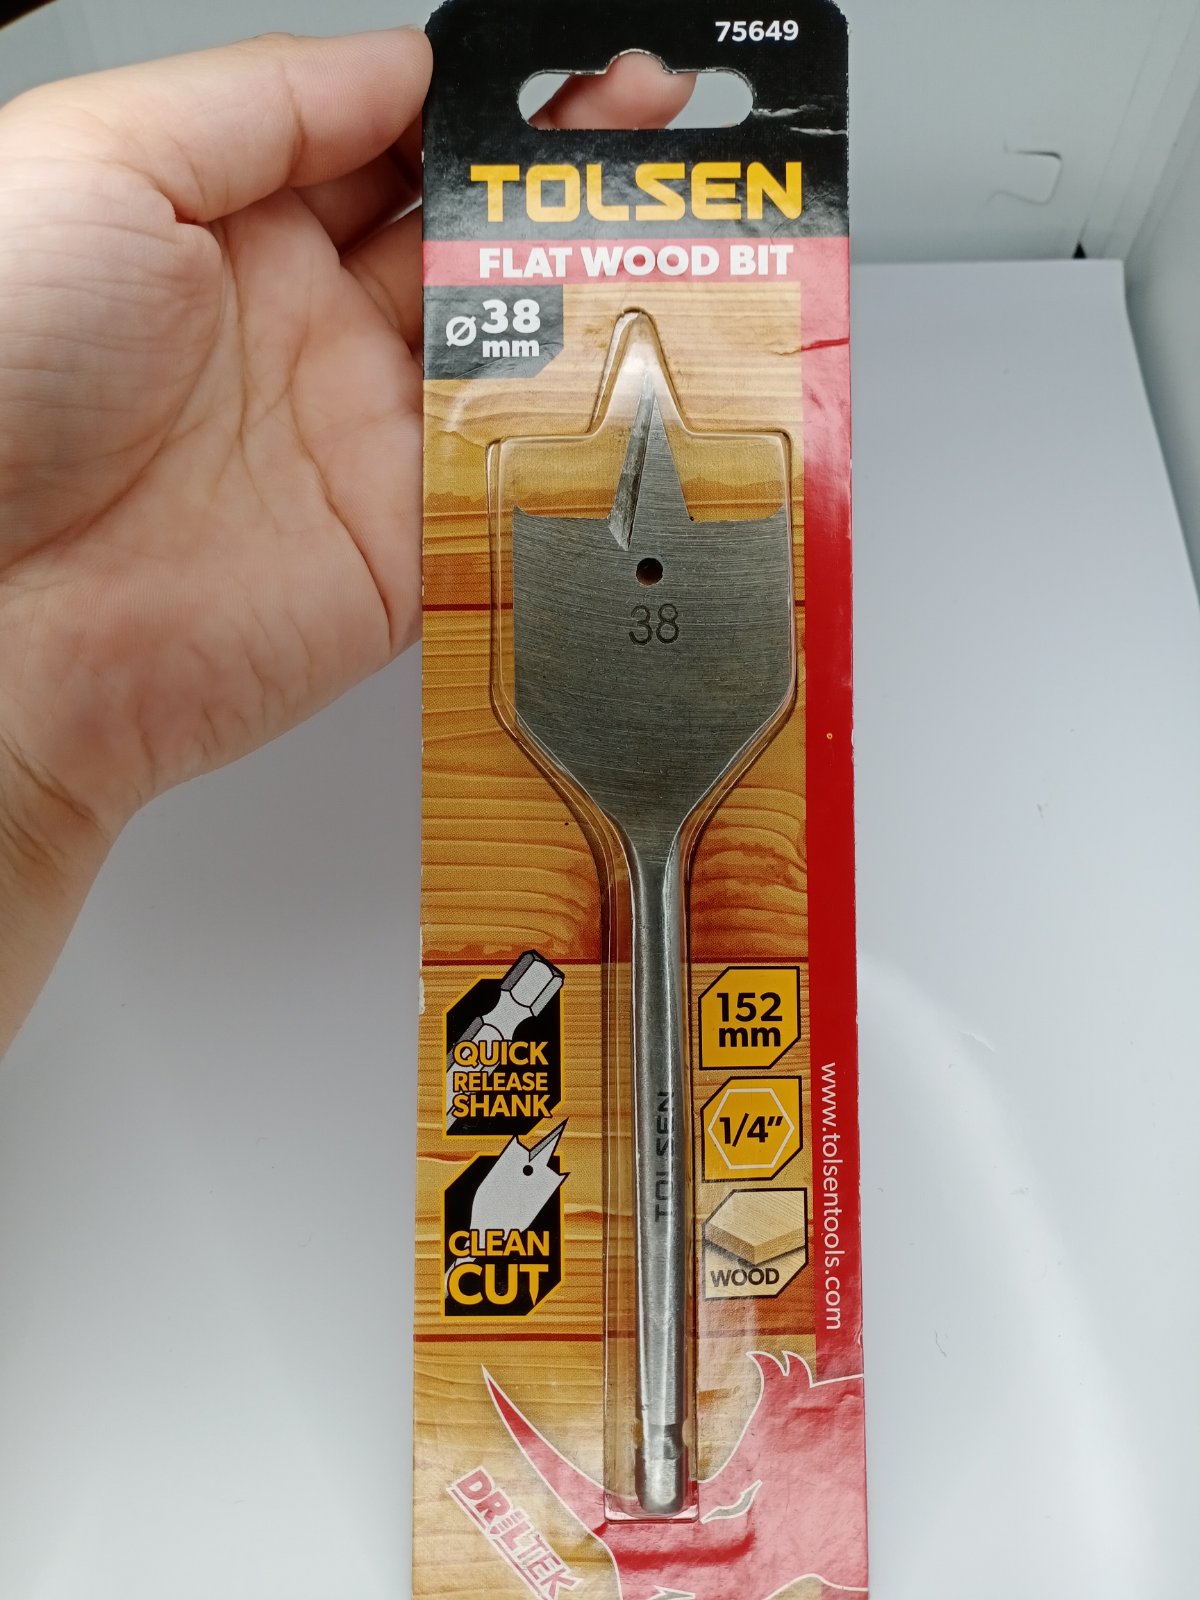 75649
TOLSEN
FLAT WOOD BIT
Ø 38
mm
38
QUICK
RELEASE
SHANK
152
mm
TOLSEN
1/4"
CLEAN
CUT
WOOD
www.tolsentools.com
DRILTEK